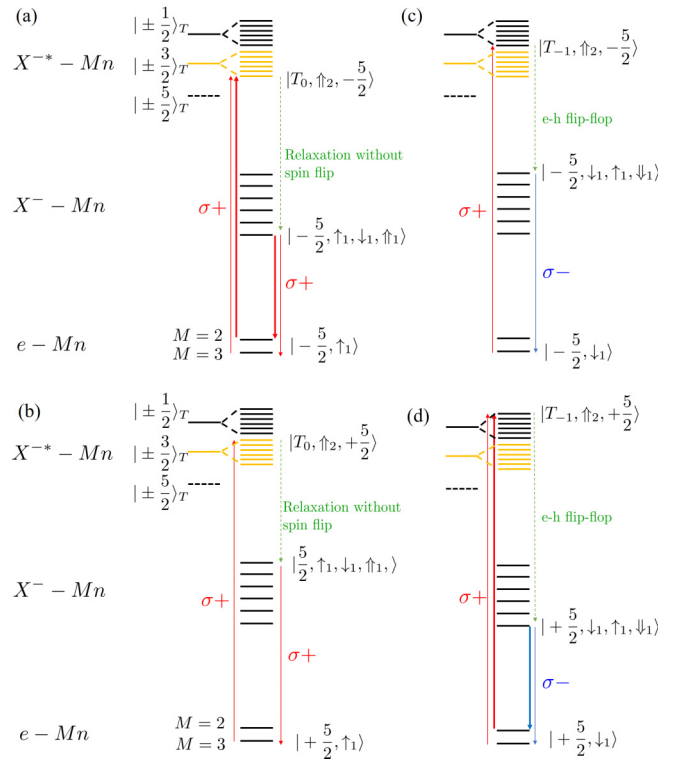 (a)
|±1/2⟩_T
X^{-*} − Mn
|±3/2⟩_T
|T_0, ⇑_2, −5/2⟩
|±5/2⟩_T
Relaxation without
spin flip
X^− − Mn
σ+
|−5/2, ↑_1, ↓_1, ⇑_1⟩
σ+
e − Mn
M = 2
M = 3
|−5/2, ↑_1⟩
(c)
|T_{−1}, ⇑_2, −5/2⟩
e-h flip-flop
|−5/2, ↓_1, ↑_1, ⇓_1⟩
σ+
σ−
|−5/2, ↓_1⟩
(b)
|±1/2⟩_T
X^{-*} − Mn
|±3/2⟩_T
|T_0, ⇑_2, +5/2⟩
|±5/2⟩_T
Relaxation without
spin flip
|5/2, ↑_1, ↓_1, ⇑_1, ⟩
X^− − Mn
σ+
σ+
e − Mn
M = 2
M = 3
|+5/2, ↑_1⟩
(d)
|T_{−1}, ⇑_2, +5/2⟩
e-h flip-flop
σ+
|+5/2, ↓_1, ↑_1, ⇓_1⟩
σ−
|+5/2, ↓_1⟩